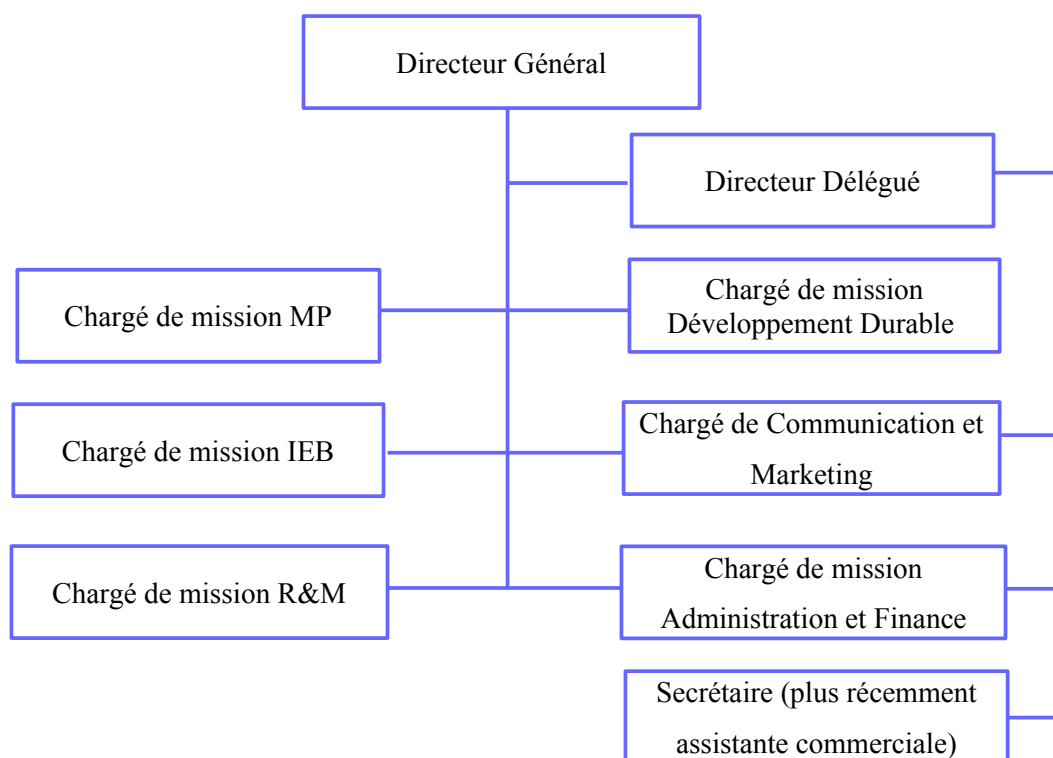 Directeur Général
Directeur Délégué
Chargé de mission MP
Chargé de mission
Développement Durable
Chargé de mission IEB
Chargé de Communication et
Marketing
Chargé de mission R&M
Chargé de mission
Administration et Finance
Secrétaire (plus récemment
assistante commerciale)